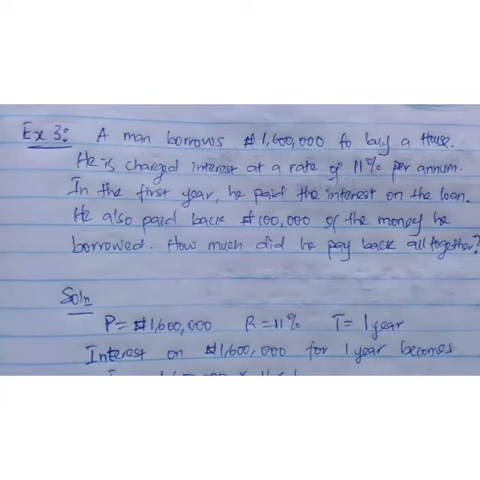 Ex 3: A man borrows ₦1,600,000 to buy a House.
He is charged interest at a rate of 11% per annum.
In the first year, he paid the interest on the loan.
He also paid back ₦100,000 of the money he
borrowed. How much did he pay back all together?
Soln
P = ₦1,600,000 R = 11% T = 1 year
Interest on ₦1,600,000 for 1 year becomes